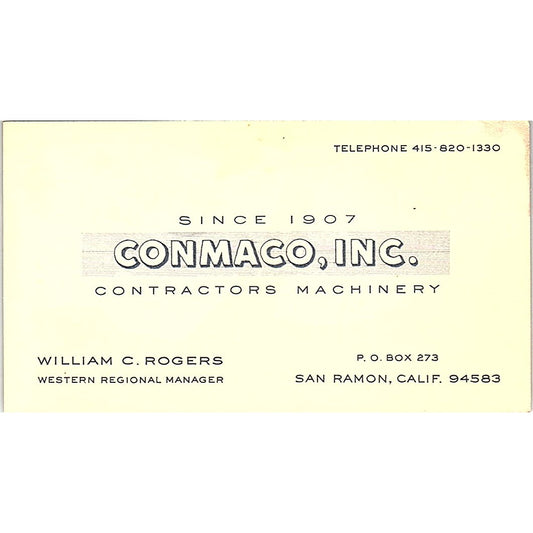 TELEPHONE 415-820-1330
SINCE 1907
CONMACO, INC.
CONTRACTORS MACHINERY
WILLIAM C. ROGERS
WESTERN REGIONAL MANAGER
P. O. BOX 273
SAN RAMON, CALIF. 94583